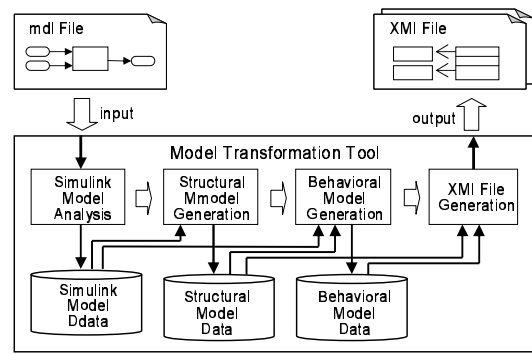 mdl File
XMI File
input
output
Model Transformation Tool
Simulink
Model
Analysis
Structural
Mmodel
Generation
Behavioral
Model
Generation
XMI File
Generation
Simulink
Model
Ddata
Structural
Model
Data
Behavioral
Model
Data